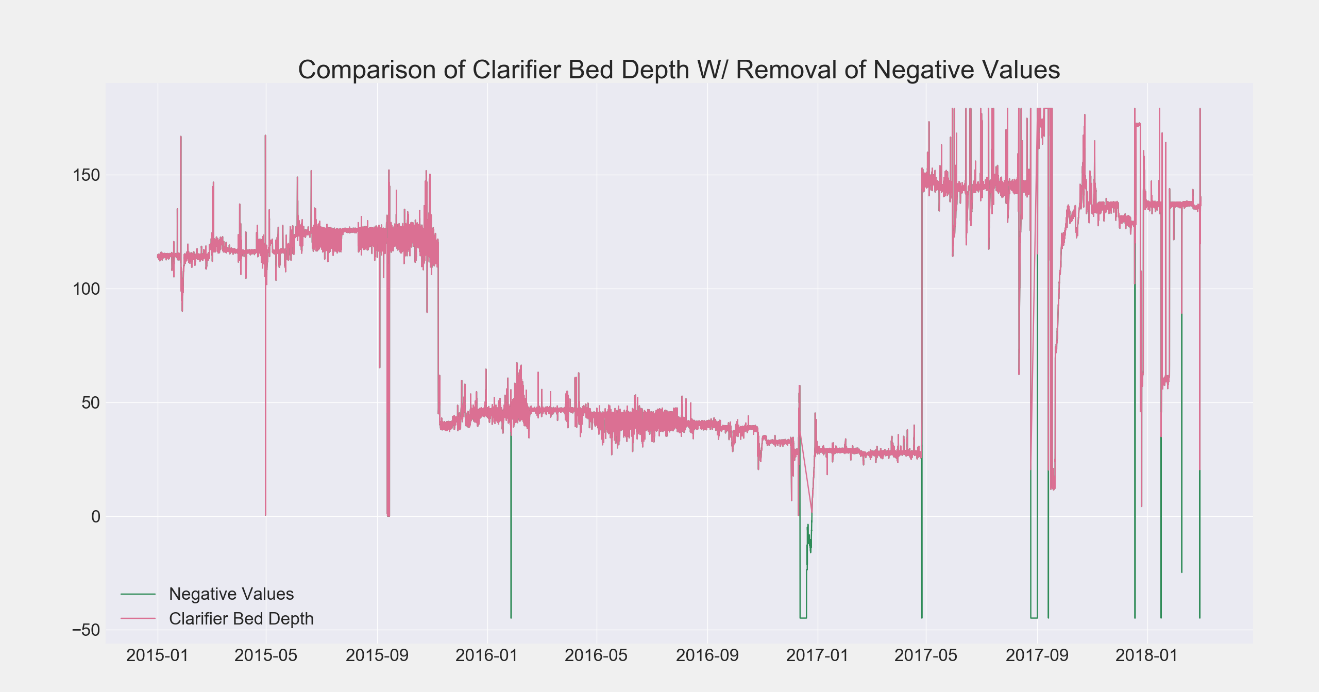 Comparison of Clarifier Bed Depth W/ Removal of Negative Values
150
100
50
0
−50
Negative Values
Clarifier Bed Depth
2015-01 2015-05 2015-09 2016-01 2016-05 2016-09 2017-01 2017-05 2017-09 2018-01